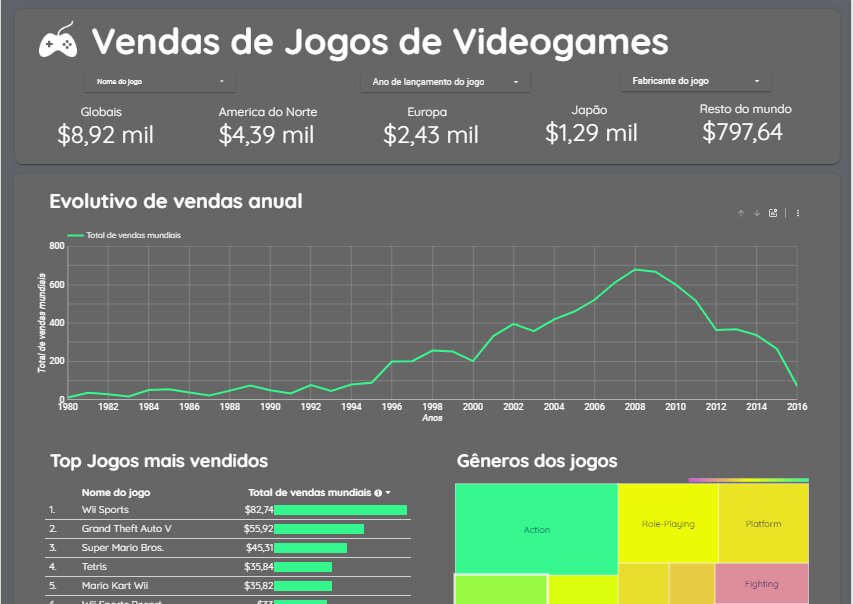 Vendas de Jogos de Videogames
Nome do jogo
Ano de lançamento do jogo
Fabricante do jogo
Globais
America do Norte
Europa
Japão
Resto do mundo
$8,92 mil
$4,39 mil
$2,43 mil
$1,29 mil
$797,64
Evolutivo de vendas anual
Total de vendas mundiais
800
600
400
200
0
Total de vendas mundiais
1980 1982 1984 1986 1988 1990 1992 1994 1996 1998 2000 2002 2004 2006 2008 2010 2012 2014 2016
Anos
Top Jogos mais vendidos
Nome do jogo Total de vendas mundiais
1. Wii Sports $82,74
2. Grand Theft Auto V $55,92
3. Super Mario Bros. $45,31
4. Tetris $35,84
5. Mario Kart Wii $35,82
6. Wii Sports Resort $33
Gêneros dos jogos
Action
Role-Playing
Platform
Fighting